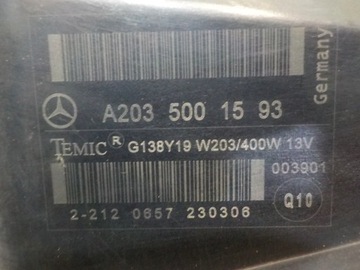 Germany
A203 500 15 93
TEMIC ® G138Y19 W203/400W 13V
003901
Q10
2-212 0657 230306